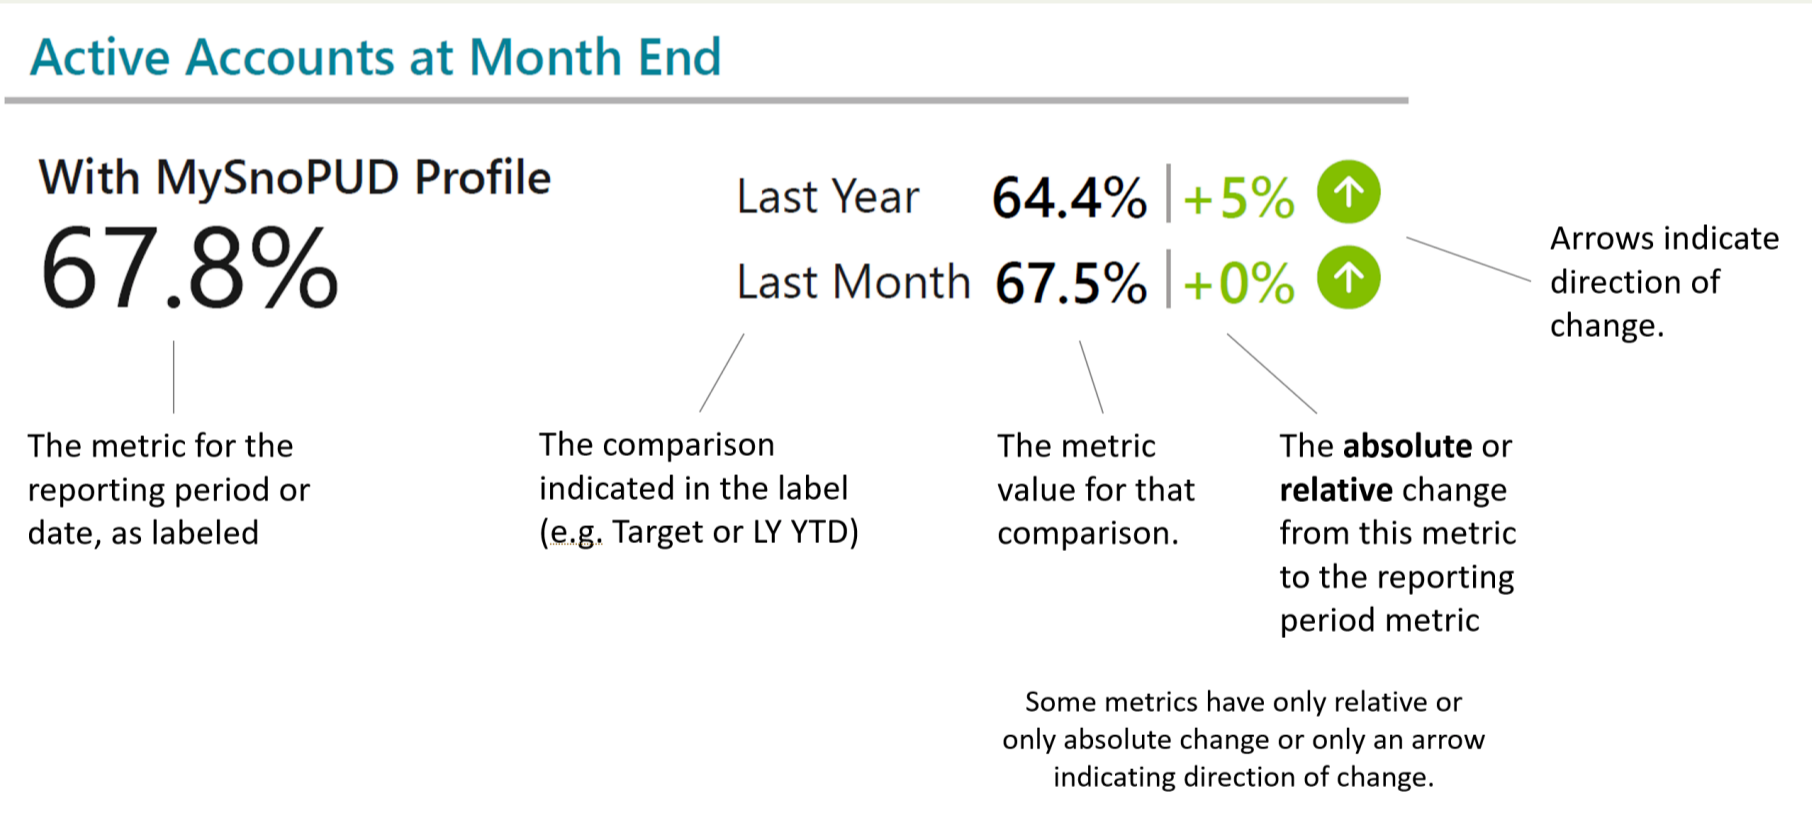 Active Accounts at Month End
With MySnoPUD Profile
67.8%
Last Year 64.4% +5%
Last Month 67.5% +0%
Arrows indicate
direction of
change.
The metric for the
reporting period or
date, as labeled
The comparison
indicated in the label
(e.g. Target or LY YTD)
The metric
value for that
comparison.
The absolute or
relative change
from this metric
to the reporting
period metric
Some metrics have only relative or
only absolute change or only an arrow
indicating direction of change.